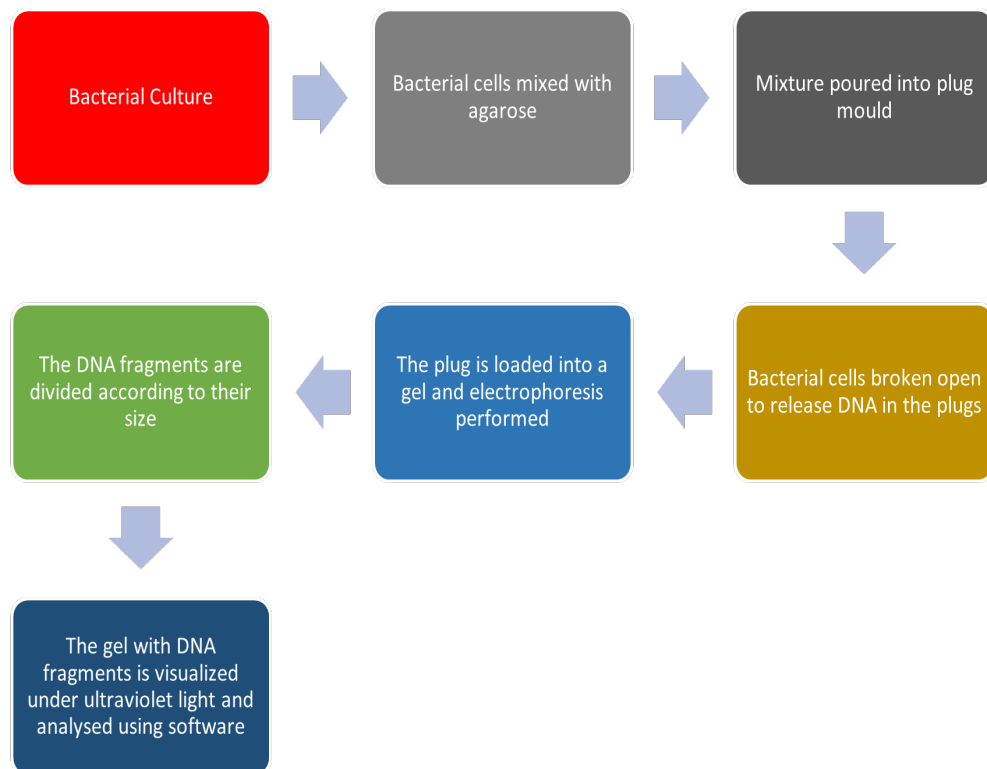 Bacterial Culture
Bacterial cells mixed with
agarose
Mixture poured into plug
mould
Bacterial cells broken open
to release DNA in the plugs
The plug is loaded into a
gel and electrophoresis
performed
The DNA fragments are
divided according to their
size
The gel with DNA
fragments is visualized
under ultraviolet light and
analysed using software